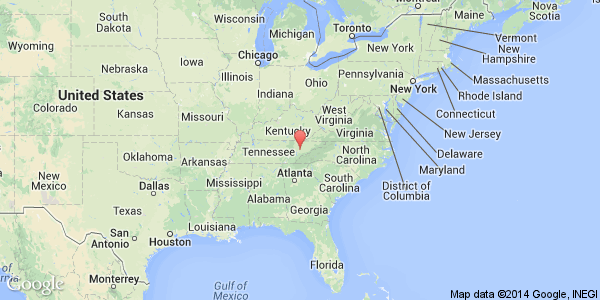 Maine
Nova Scotia
Vermont
New Hampshire
Massachusetts
Rhode Island
Connecticut
New Jersey
Delaware
Maryland
District of Columbia
South Dakota
Wisconsin
Michigan
Toronto
New York
Wyoming
Iowa
Chicago
Nebraska
Illinois
Indiana
Ohio
Pennsylvania
New York
United States
Colorado
Kansas
Missouri
Kentucky
West Virginia
Virginia
Tennessee
North Carolina
Oklahoma
Arkansas
New Mexico
Mississippi
Atlanta
South Carolina
Dallas
Alabama
Georgia
Texas
Louisiana
San Antonio
Houston
Florida
Monterrey
Gulf of Mexico
Google
Map data ©2014 Google, INEGI